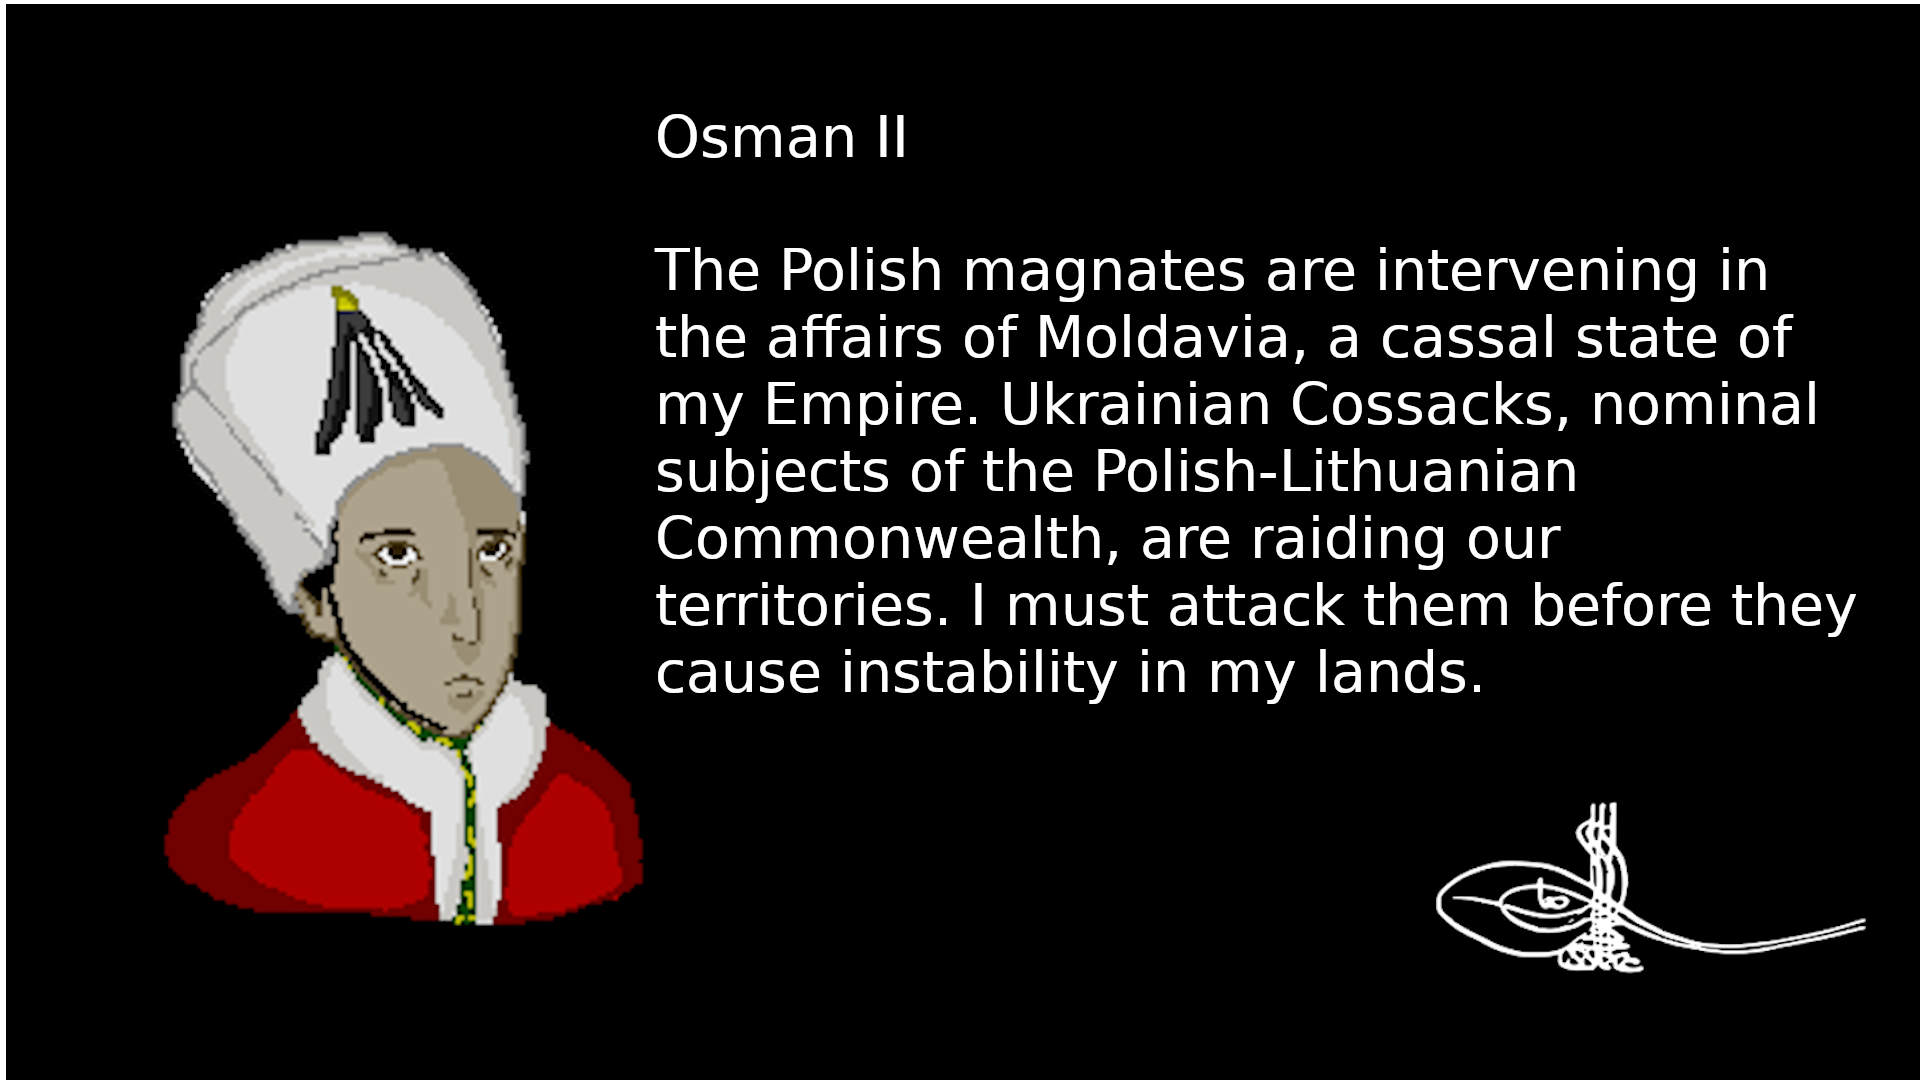 Osman II
The Polish magnates are intervening in
the affairs of Moldavia, a cassal state of
my Empire. Ukrainian Cossacks, nominal
subjects of the Polish-Lithuanian
Commonwealth, are raiding our
territories. I must attack them before they
cause instability in my lands.